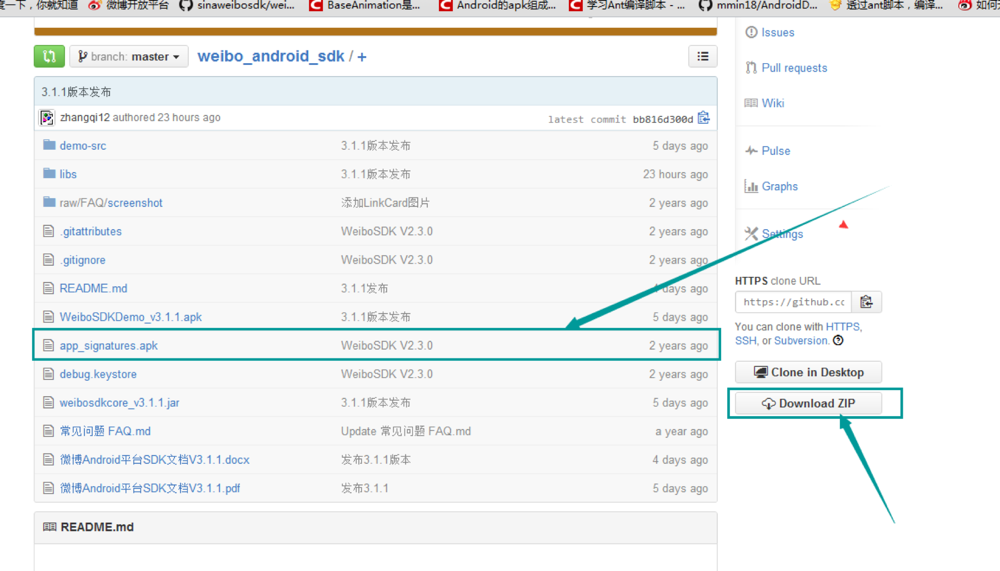 度一下，你就知道 微博开放平台 sinaweibosdk/wei... BaseAnimation是... Android的apk组成... 学习Ant编译脚本 - ... mmin18/AndroidD... 透过ant脚本，编译... 如何
branch: master weibo_android_sdk / +
3.1.1版本发布
zhangqi12 authored 23 hours ago latest commit bb816d300d
demo-src 3.1.1版本发布 5 days ago
libs 3.1.1版本发布 23 hours ago
raw/FAQ/screenshot 添加LinkCard图片 2 years ago
.gitattributes WeiboSDK V2.3.0 2 years ago
.gitignore WeiboSDK V2.3.0 2 years ago
README.md 3.1.1发布 days ago
WeiboSDKDemo_v3.1.1.apk 3.1.1版本发布 5 days ago
app_signatures.apk WeiboSDK V2.3.0 2 years ago
debug.keystore WeiboSDK V2.3.0 2 years ago
weibosdkcore_v3.1.1.jar 3.1.1版本发布 5 days ago
常见问题 FAQ.md Update 常见问题 FAQ.md a year ago
微博Android平台SDK文档V3.1.1.docx 发布3.1.1版本 4 days ago
微博Android平台SDK文档V3.1.1.pdf 发布3.1.1 5 days ago
README.md
Issues
Pull requests
Wiki
Pulse
Graphs
Settings
HTTPS clone URL
https://github.cc
You can clone with HTTPS,
SSH, or Subversion.
Clone in Desktop
Download ZIP